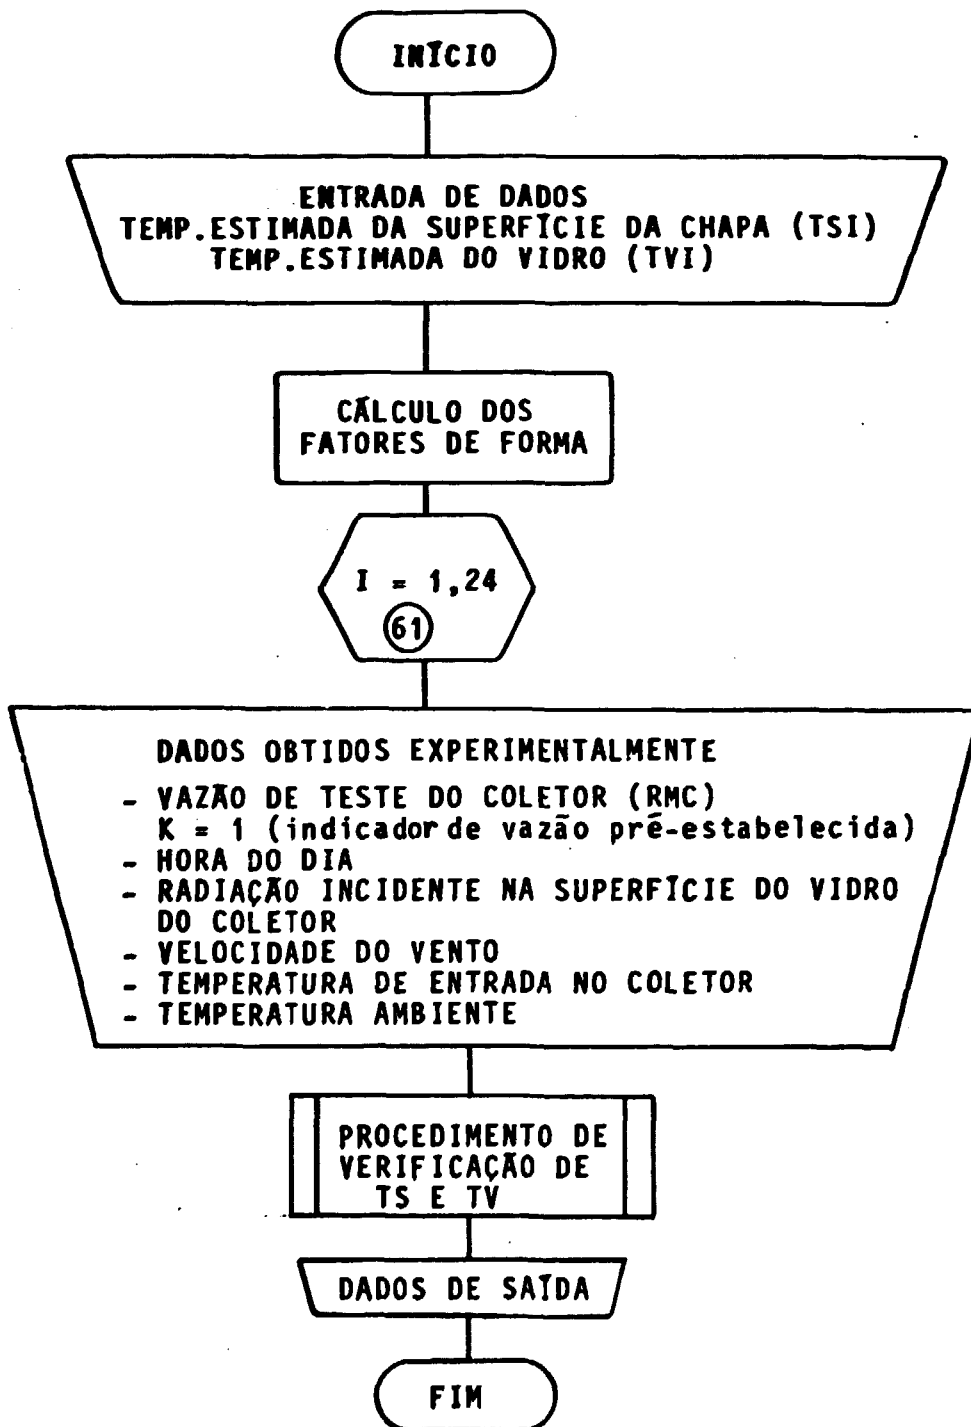 INÍCIO
ENTRADA DE DADOS
TEMP.ESTIMADA DA SUPERFÍCIE DA CHAPA (TSI)
TEMP.ESTIMADA DO VIDRO (TVI)
CÁLCULO DOS
FATORES DE FORMA
I = 1,24
61
DADOS OBTIDOS EXPERIMENTALMENTE
- VAZÃO DE TESTE DO COLETOR (RMC)
K = 1 (indicador de vazão pré-estabelecida)
- HORA DO DIA
- RADIAÇÃO INCIDENTE NA SUPERFÍCIE DO VIDRO
DO COLETOR
- VELOCIDADE DO VENTO
- TEMPERATURA DE ENTRADA NO COLETOR
- TEMPERATURA AMBIENTE
PROCEDIMENTO DE
VERIFICAÇÃO DE
TS E TV
DADOS DE SAÍDA
FIM